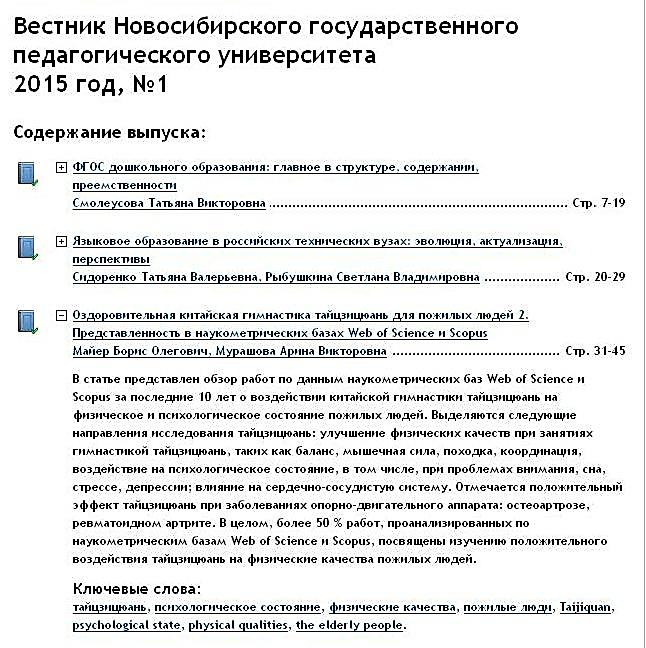 Вестник Новосибирского государственного
педагогического университета
2015 год, №1
Содержание выпуска:
ФГОС дошкольного образования: главное в структуре, содержании,
преемственности
Смолеусова Татьяна Викторовна ........................................................................ Стр. 7-19
Языковое образование в российских технических вузах: эволюция, актуализация,
перспективы
Сидоренко Татьяна Валерьевна, Рыбушкина Светлана Владимировна .................. Стр. 20-29
Оздоровительная китайская гимнастика тайцзицюань для пожилых людей 2.
Представленность в наукометрических базах Web of Science и Scopus
Майер Борис Олегович, Мурашова Арина Викторовна ........................................ Стр. 31-45
В статье представлен обзор работ по данным наукометрических баз Web of Science и
Scopus за последние 10 лет о воздействии китайской гимнастики тайцзицюань на
физическое и психологическое состояние пожилых людей. Выделяются следующие
направления исследования тайцзицюань: улучшение физических качеств при занятиях
гимнастикой тайцзицюань, таких как баланс, мышечная сила, походка, координация,
воздействие на психологическое состояние, в том числе, при проблемах внимания, сна,
стрессе, депрессии; влияние на сердечно-сосудистую систему. Отмечается положительный
эффект тайцзицюань при заболеваниях опорно-двигательного аппарата: остеоартрозе,
ревматоидном артрите. В целом, более 50 % работ, проанализированных по
наукометрическим базам Web of Science и Scopus, посвящены изучению положительного
воздействия тайцзицюань на физические качества пожилых людей.
Ключевые слова:
тайцзицюань, психологическое состояние, физические качества, пожилые люди, Taijiquan,
psychological state, physical qualities, the elderly people.